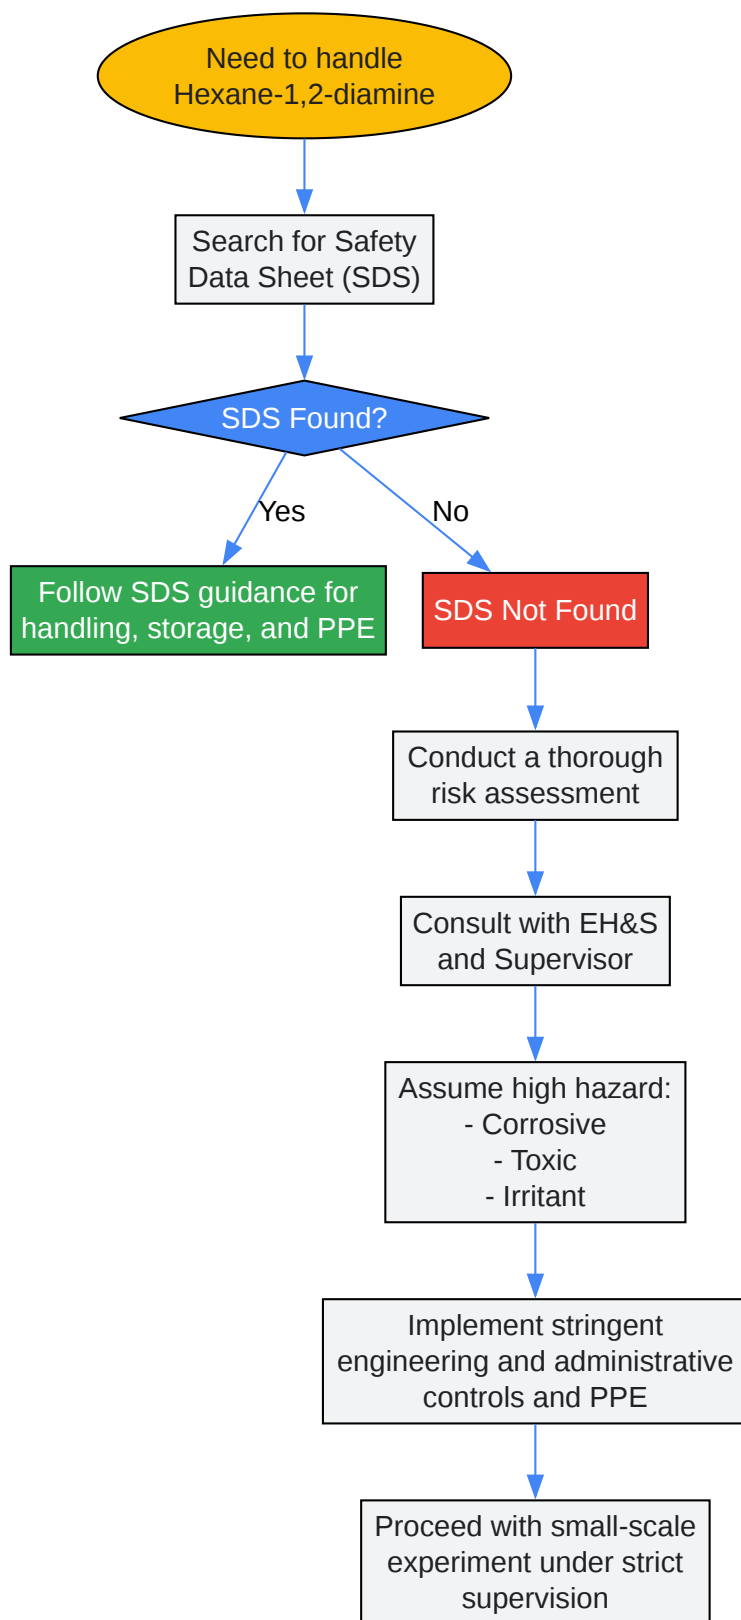 Need to handle
Hexane-1,2-diamine
Search for Safety
Data Sheet (SDS)
SDS Found?
Yes
No
Follow SDS guidance for
handling, storage, and PPE
SDS Not Found
Conduct a thorough
risk assessment
Consult with EH&S
and Supervisor
Assume high hazard:
- Corrosive
- Toxic
- Irritant
Implement stringent
engineering and administrative
controls and PPE
Proceed with small-scale
experiment under strict
supervision